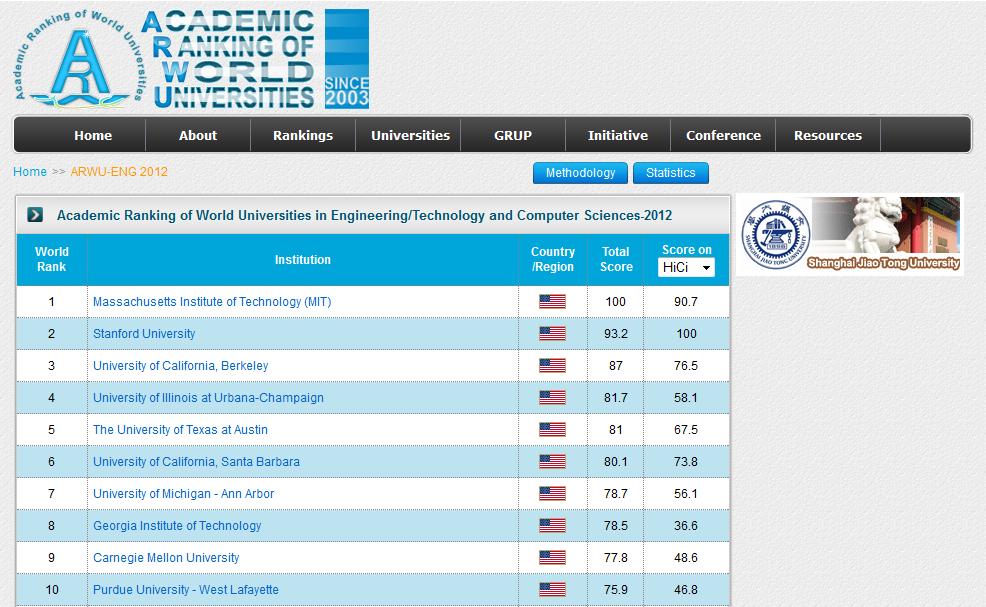 Academic Ranking of World Universities
ACADEMIC
RANKING OF
WORLD
UNIVERSITIES
SINCE
2003
Home About Rankings Universities GRUP Initiative Conference Resources
Home >> ARWU-ENG 2012
Methodology Statistics
Academic Ranking of World Universities in Engineering/Technology and Computer Sciences-2012
World Rank Institution Country /Region Total Score Score on HiCi
1 Massachusetts Institute of Technology (MIT) 100 90.7
2 Stanford University 93.2 100
3 University of California, Berkeley 87 76.5
4 University of Illinois at Urbana-Champaign 81.7 58.1
5 The University of Texas at Austin 81 67.5
6 University of California, Santa Barbara 80.1 73.8
7 University of Michigan - Ann Arbor 78.7 56.1
8 Georgia Institute of Technology 78.5 36.6
9 Carnegie Mellon University 77.8 48.6
10 Purdue University - West Lafayette 75.9 46.8
Shanghai Jiao Tong University